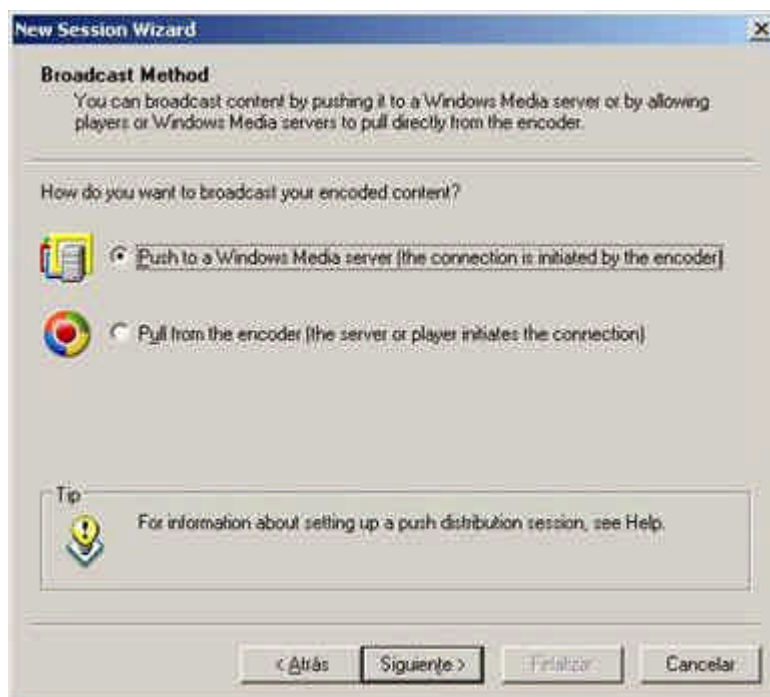 New Session Wizard
Broadcast Method
You can broadcast content by pushing it to a Windows Media server or by allowing
players or Windows Media servers to pull directly from the encoder.
How do you want to broadcast your encoded content?
Push to a Windows Media server (the connection is initiated by the encoder)
Pull from the encoder (the server or player initiates the connection)
Tip
For information about setting up a push distribution session, see Help.
< Atrás
Siguiente >
Finalizar
Cancelar